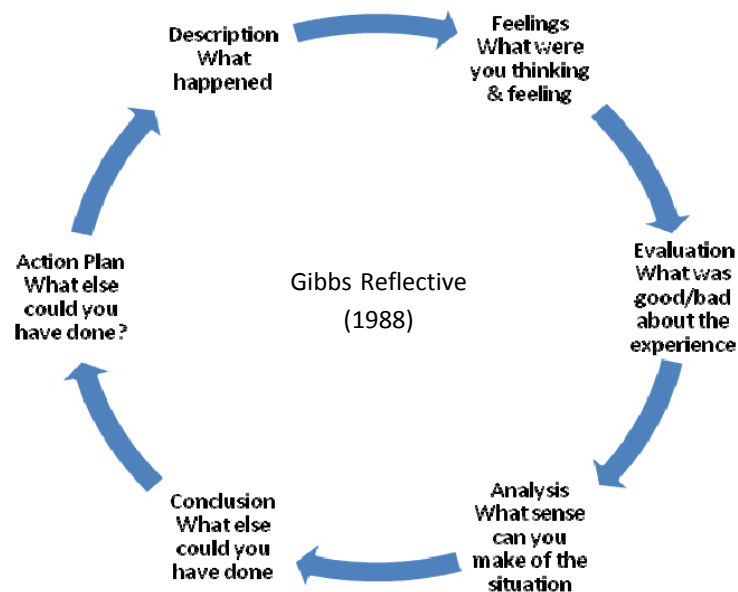 Description
What
happened
Feelings
What were
you thinking
& feeling
Evaluation
What was
good/bad
about the
experience
Analysis
What sense
can you
make of the
situation
Conclusion
What else
could you
have done
Action Plan
What else
could you
have done?
Gibbs Reflective
(1988)